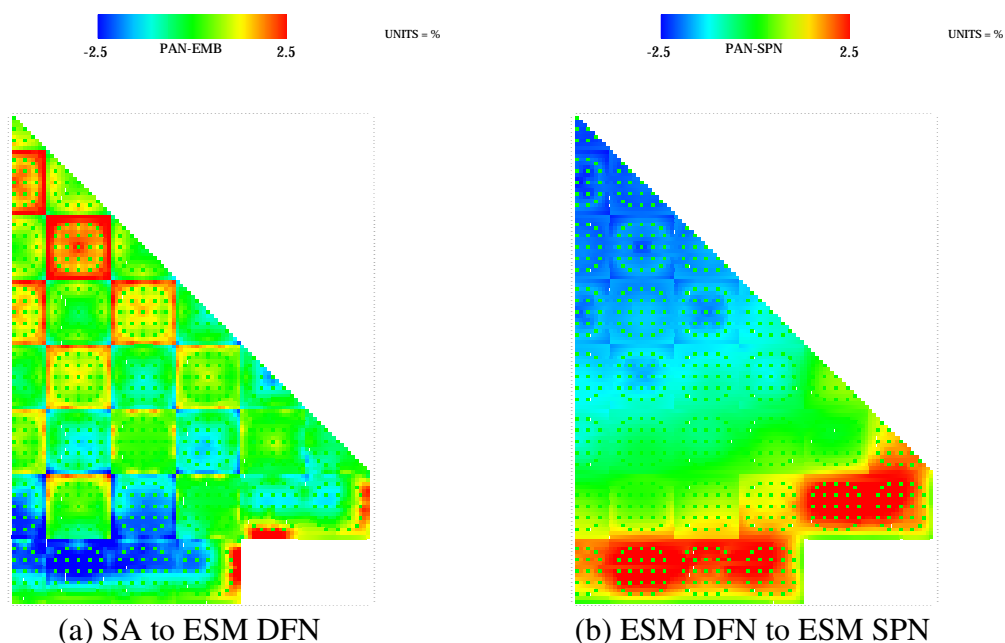 -2.5 2.5 UNITS = %
PAN-EMB
-2.5 2.5 UNITS = %
PAN-SPN
(a) SA to ESM DFN
(b) ESM DFN to ESM SPN